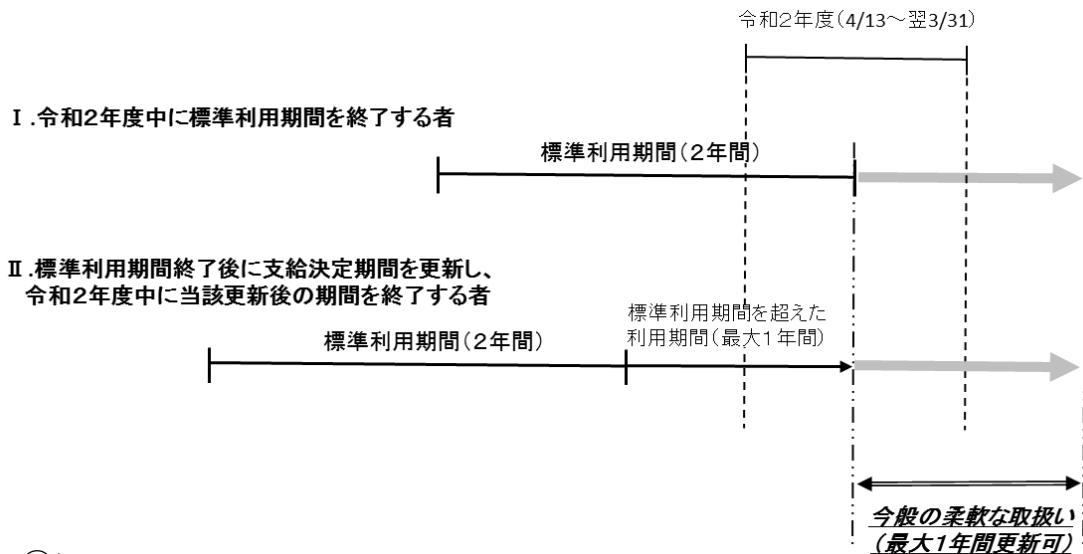 令和2年度(4/13～翌3/31)
Ⅰ.令和2年度中に標準利用期間を終了する者
標準利用期間(2年間)
Ⅱ.標準利用期間終了後に支給決定期間を更新し、
令和2年度中に当該更新後の期間を終了する者
標準利用期間を超えた
利用期間(最大1年間)
標準利用期間(2年間)
今般の柔軟な取扱い
(最大1年間更新可)